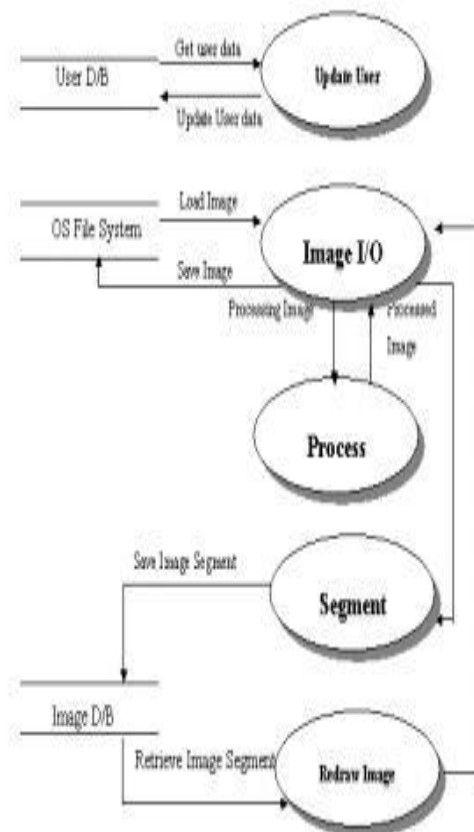 Get user data
User D/B
Update User
Update User data
Load Image
OS File System
Image I/O
Save Image
Processing Image
Processed
Image
Process
Save Image Segment
Segment
Image D/B
Retrieve Image Segment
Redraw Image